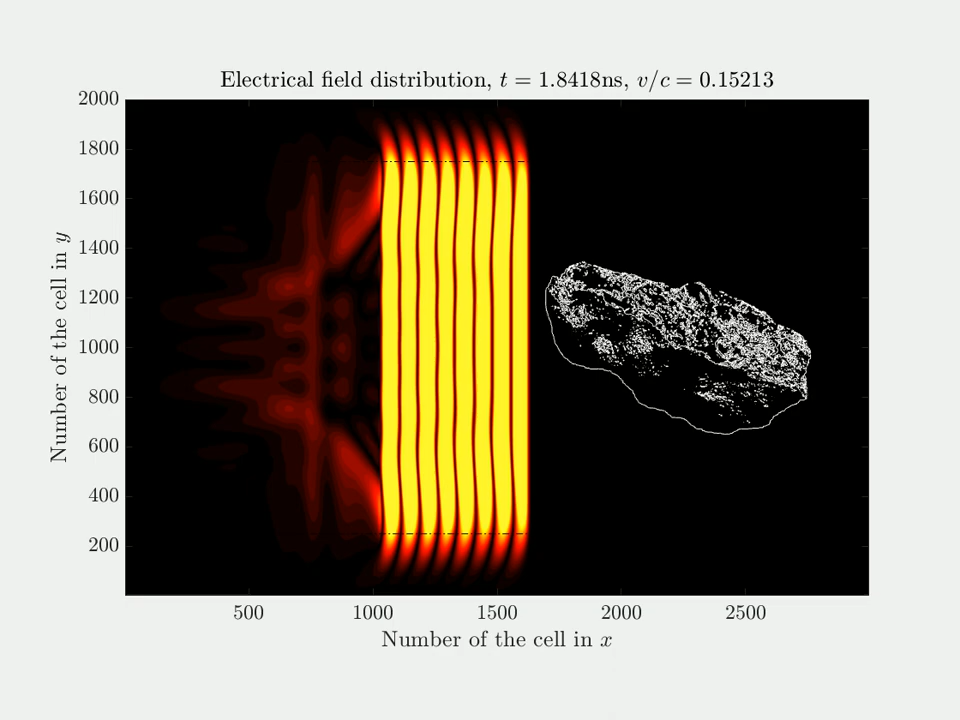 Electrical field distribution, t = 1.8418ns, v/c = 0.15213
2000
1800
1600
1400
1200
1000
800
600
400
200
Number of the cell in y
500 1000 1500 2000 2500
Number of the cell in x